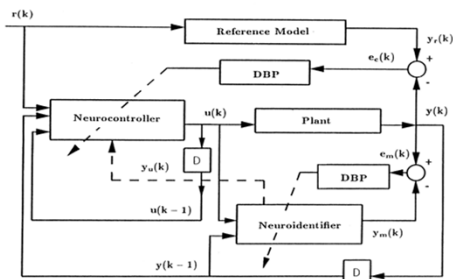 r(k)
Reference Model
y_r(k)
e_c(k)
+
DBP
-
Neurocontroller
u(k)
Plant
y(k)
D
y_u(k)
e_m(k)
+
DBP
-
u(k-1)
Neuroidentifier
y_m(k)
y(k-1)
D